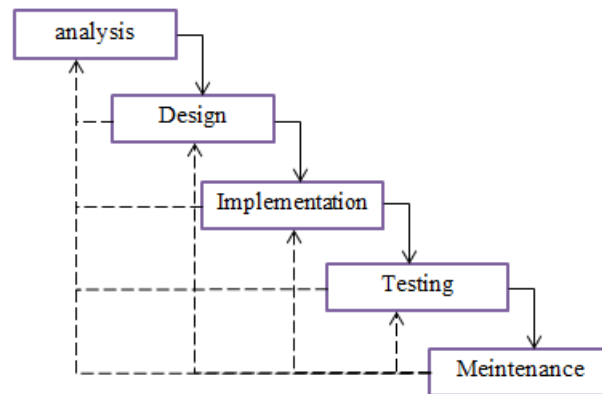 analysis
Design
Implementation
Testing
Meintenance